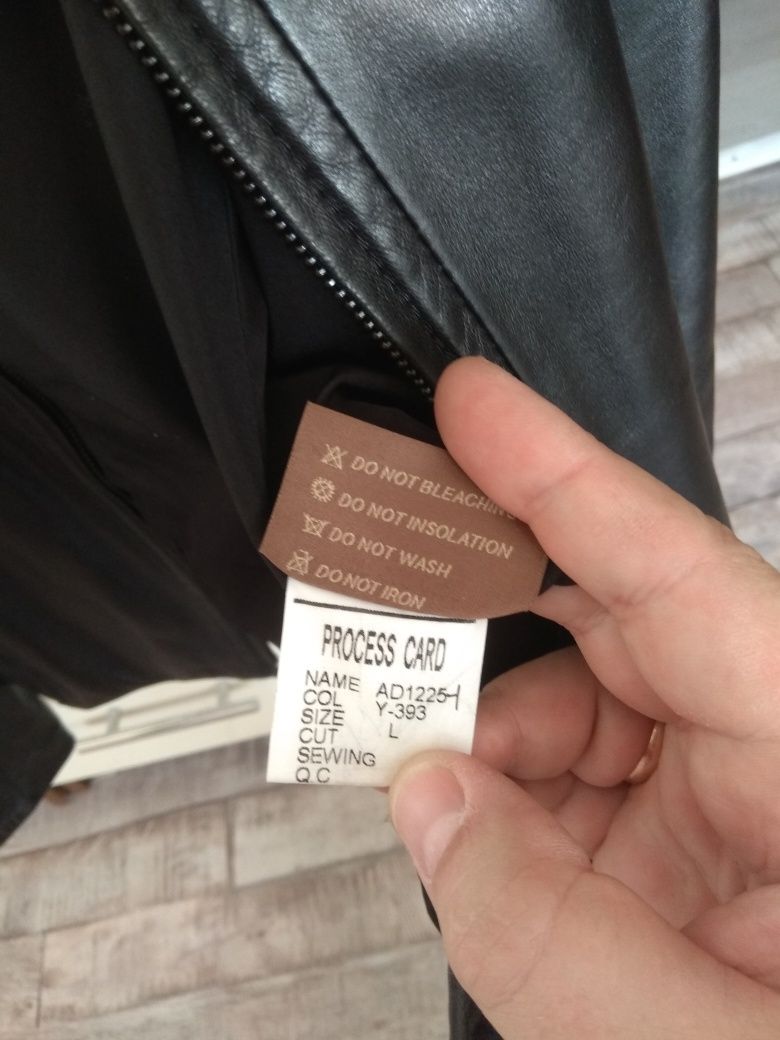 DO NOT BLEACHING
DO NOT INSOLATION
DO NOT WASH
DO NOT IRON
PROCESS CARD
NAME AD1225-1
COL Y-393
SIZE L
CUT
SEWING
Q.C